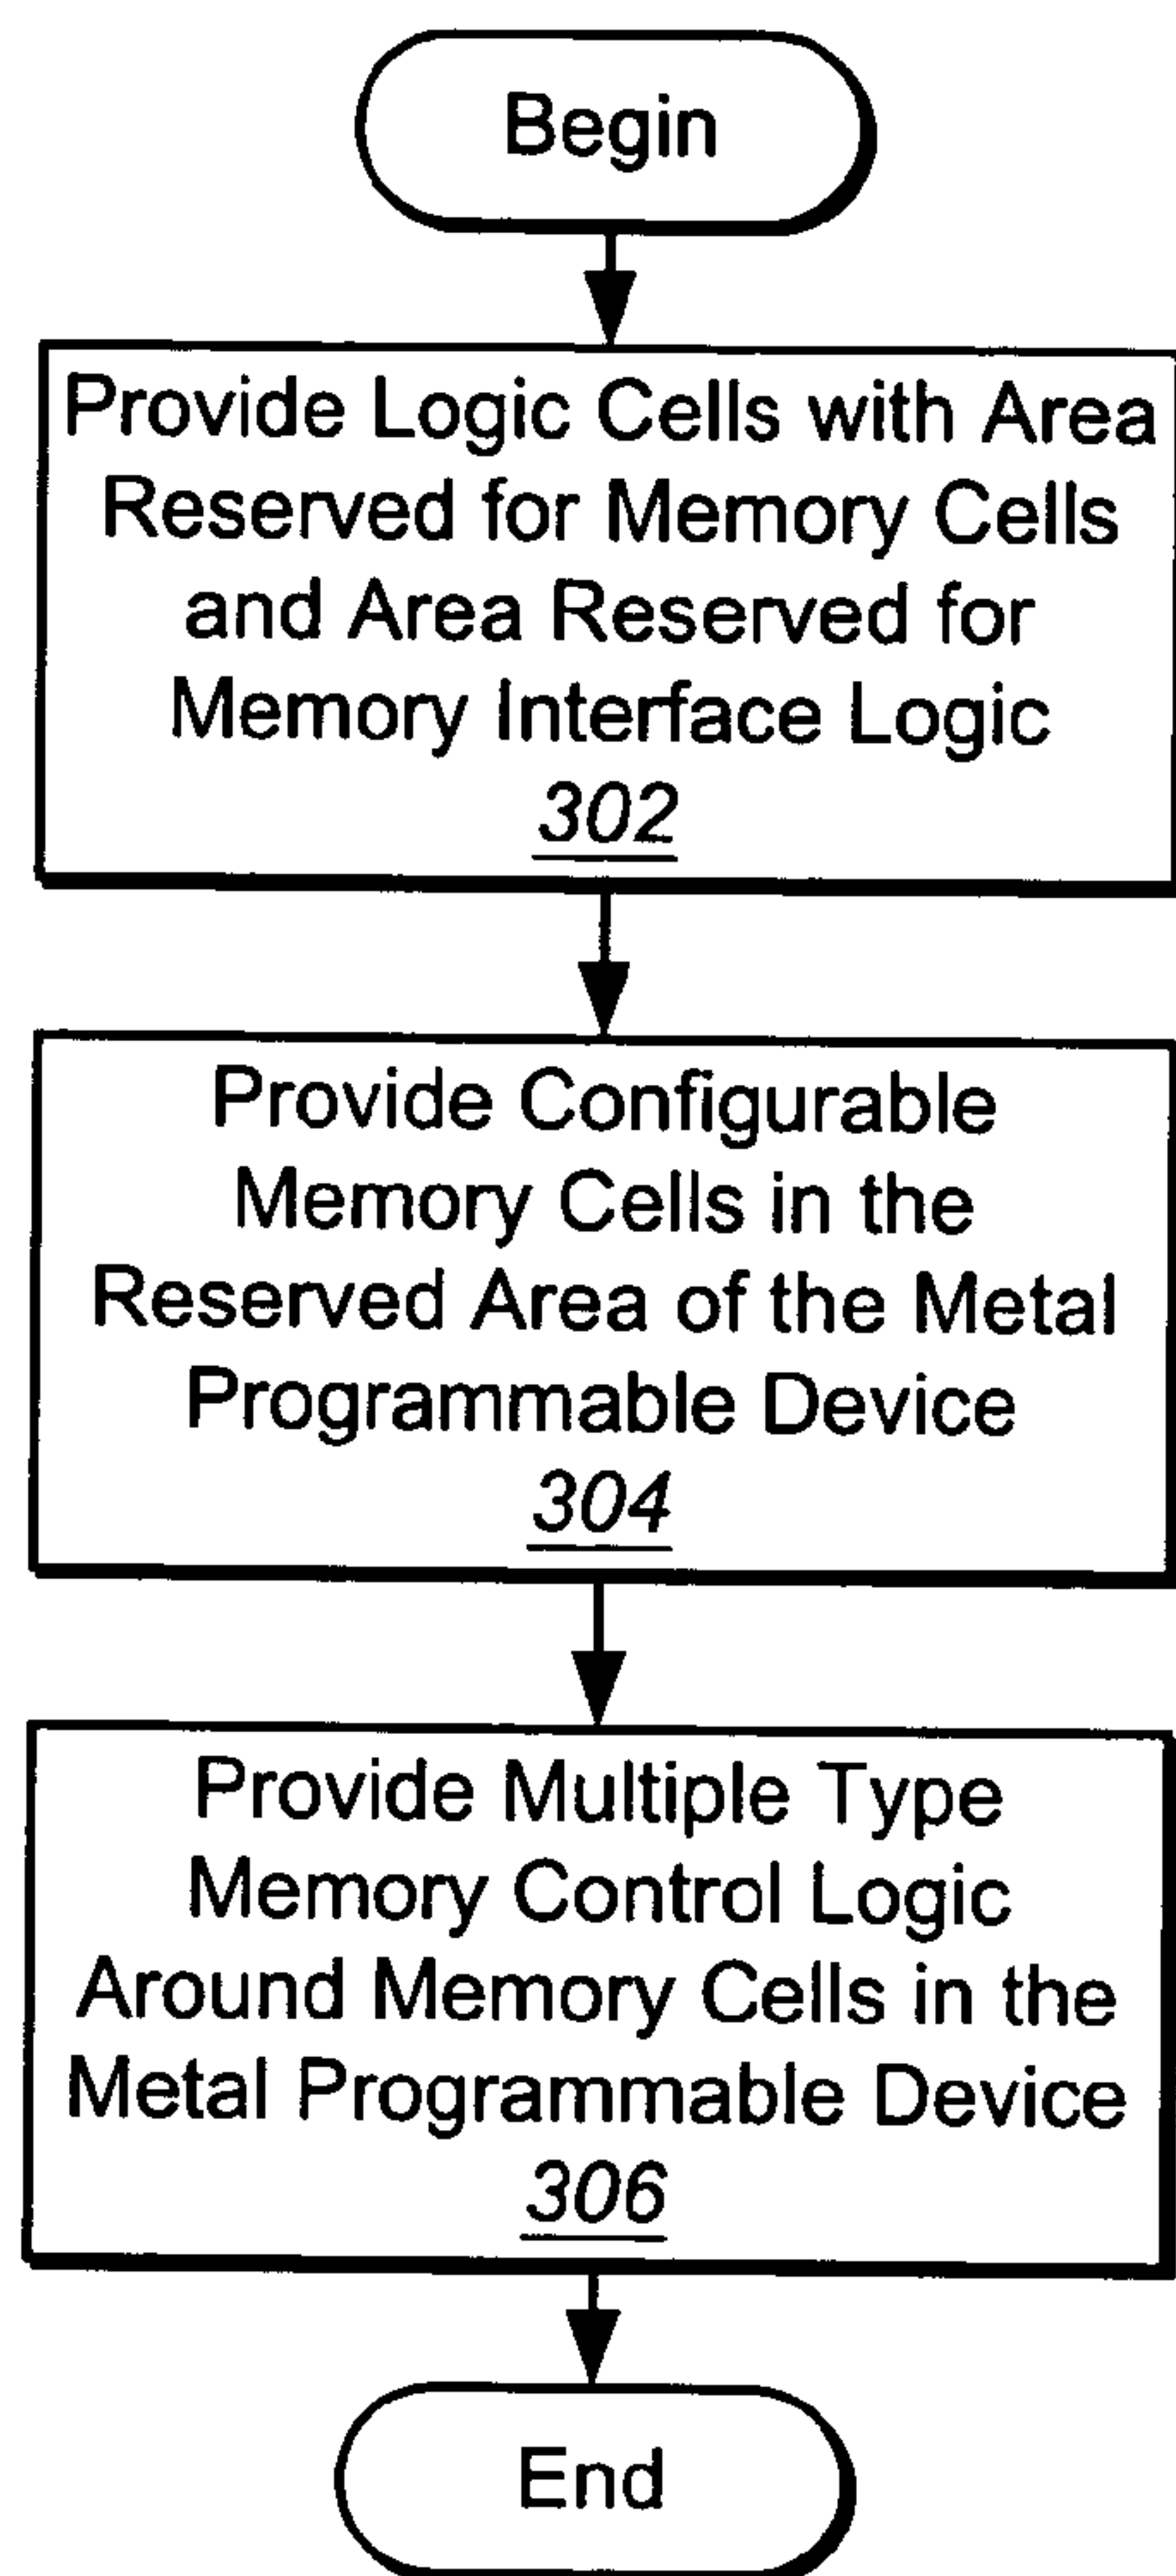 Begin
Provide Logic Cells with Area
Reserved for Memory Cells
and Area Reserved for
Memory Interface Logic
302
Provide Configurable
Memory Cells in the
Reserved Area of the Metal
Programmable Device
304
Provide Multiple Type
Memory Control Logic
Around Memory Cells in the
Metal Programmable Device
306
End